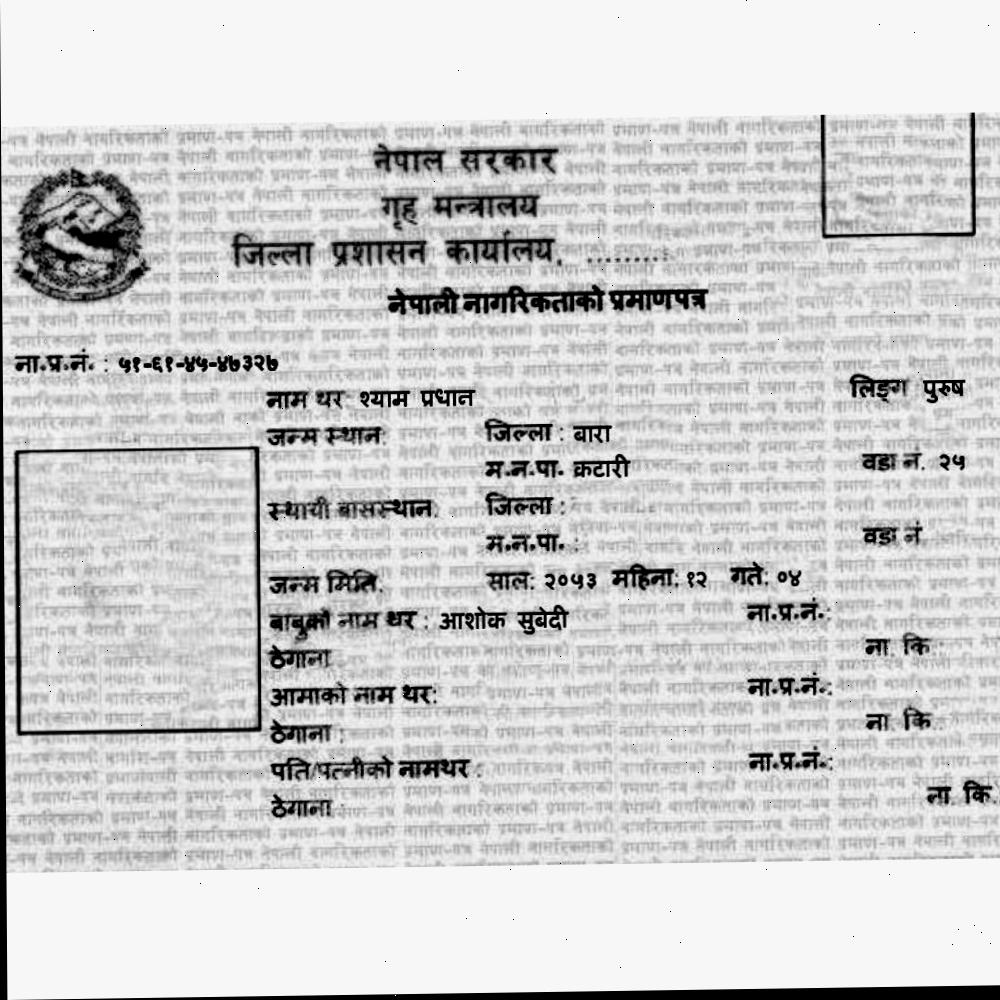 नेपाल सरकार
गृह मन्त्रालय
जिल्ला प्रशासन कार्यालय, .........
नेपाली नागरिकताको प्रमाणपत्र
ना.प्र.नं. : ५१-६१-४५-४७३२७
नाम थर: श्याम प्रधान लिङ्ग पुरुष
जन्म स्थान: जिल्ला : बारा
म.न.पा. कटारी वडा नं. २५
स्थायी बासस्थान: जिल्ला :
म.न.पा. : वडा नं.
जन्म मिति: साल: २०५३ महिना: १२ गते: ०४
बाबुको नाम थर : आशोक सुबेदी ना.प्र.नं.:
ठेगाना ना. कि.:
आमाको नाम थर: ना.प्र.नं.:
ठेगाना : ना. कि.
पति/पत्नीको नामथर : ना.प्र.नं.:
ठेगाना : ना. कि.